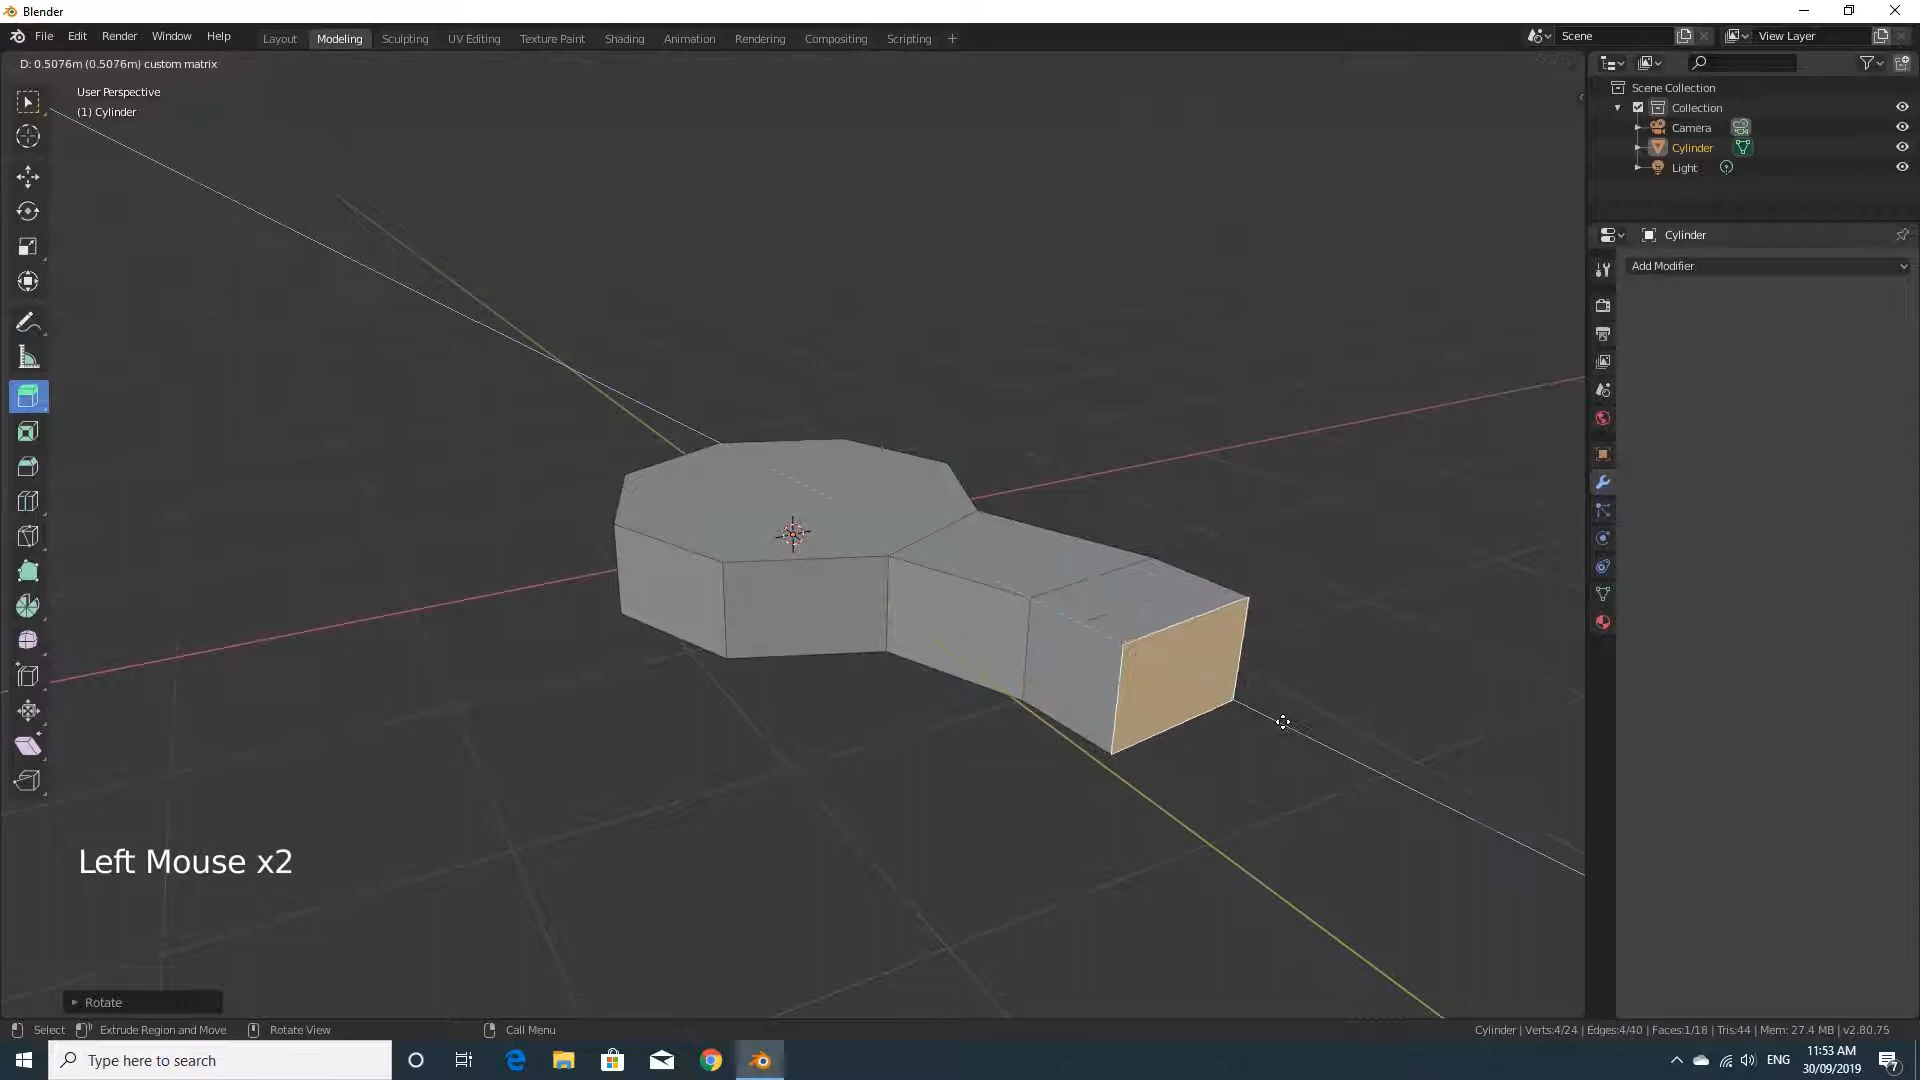 Blender
File Edit Render Window Help Layout Modeling Sculpting UV Editing Texture Paint Shading Animation Rendering Compositing Scripting + Scene View Layer
D: 0.5076m (0.5076m) custom matrix
User Perspective
(1) Cylinder
Scene Collection
Collection
Camera
Cylinder
Light
Cylinder
Add Modifier
Left Mouse x2
Rotate
Select Extrude Region and Move Rotate View Call Menu Cylinder | Verts:4/24 | Edges:4/40 | Faces:1/18 | Tris:44 | Mem: 27.4 MB | v2.80.75
Type here to search
ENG
11:53 AM
30/09/2019
7